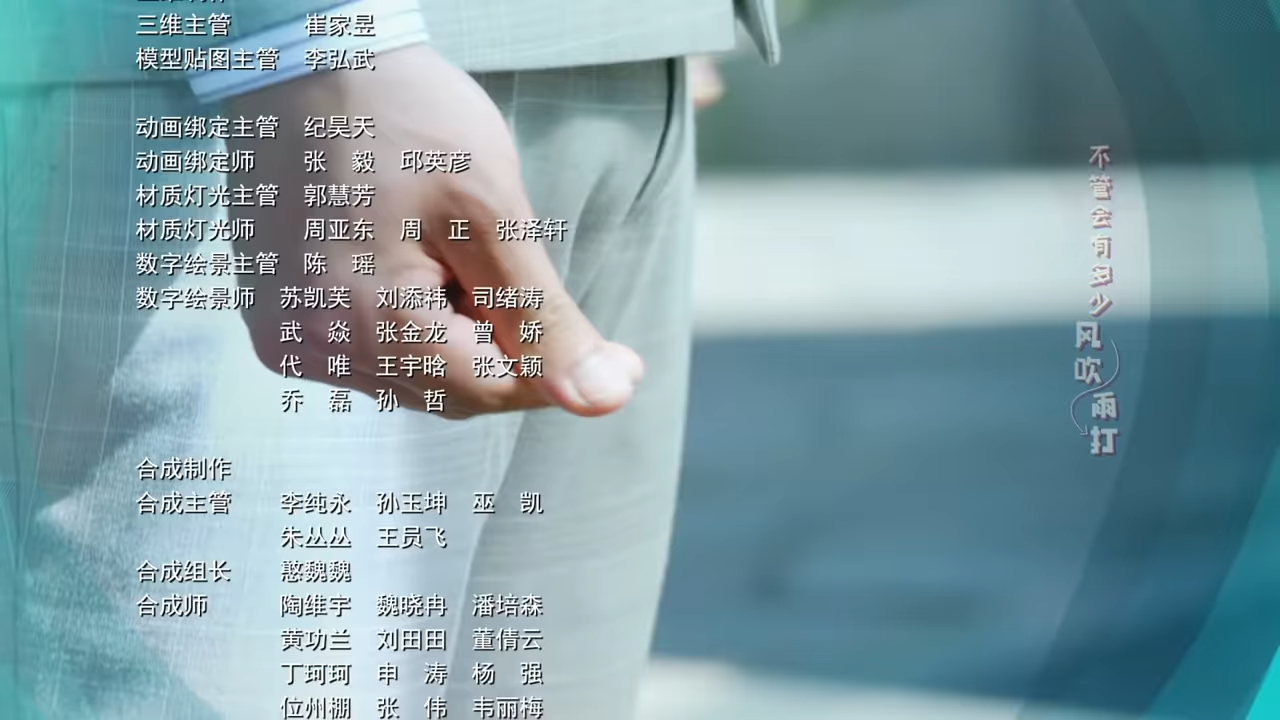 三维主管 崔家昱
模型贴图主管 李弘武
动画绑定主管 纪昊天
动画绑定师 张 毅 邱英彦
材质灯光主管 郭慧芳
材质灯光师 周亚东 周 正 张泽轩
数字绘景主管 陈 瑶
数字绘景师 苏凯芙 刘添祎 司绪涛
武 焱 张金龙 曾 娇
代 唯 王宇晗 张文颖
乔 磊 孙 哲
合成制作
合成主管 李纯永 孙玉坤 巫 凯
朱丛丛 王员飞
合成组长 憨魏魏
合成师 陶维宇 魏晓冉 潘培森
黄功兰 刘田田 董倩云
丁珂珂 申 涛 杨 强
位州棚 张 伟 韦丽梅
不管会有多少风吹雨打